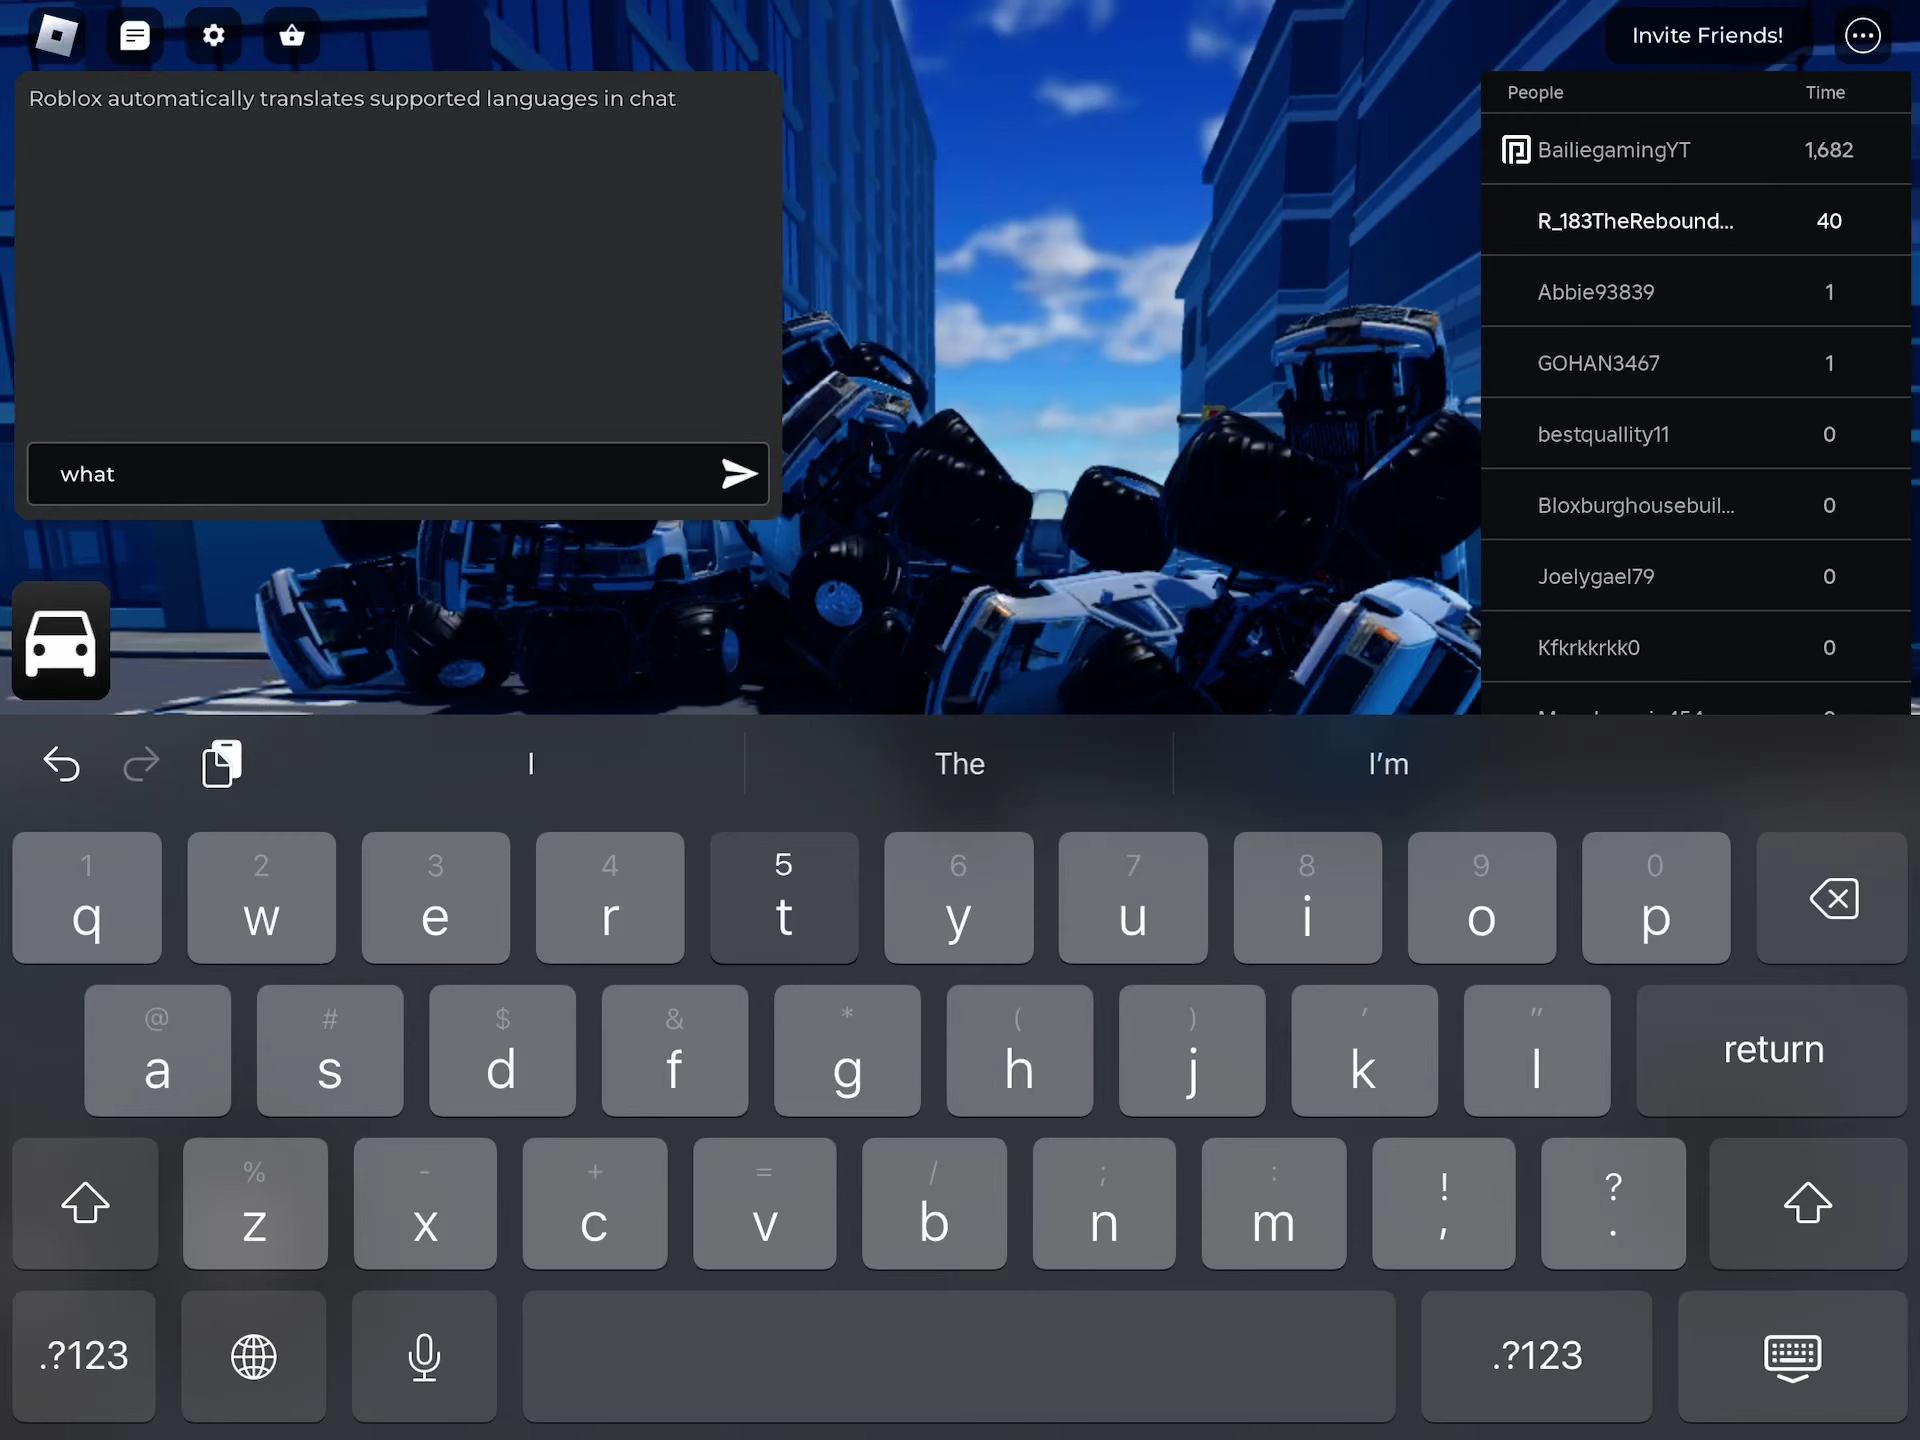 Invite Friends!
Roblox automatically translates supported languages in chat
what
People Time
BailiegamingYT 1,682
R_183TheRebound... 40
Abbie93839 1
GOHAN3467 1
bestquallity11 0
Bloxburghousebuil... 0
Joelygael79 0
Kfkrkkrkk0 0
I The I'm
1 2 3 4 5 6 7 8 9 0
q w e r t y u i o p
@ # $ & * ( ) ' "
a s d f g h j k l return
% - + = / ; : ! ?
z x c v b n m , .
.?123 .?123